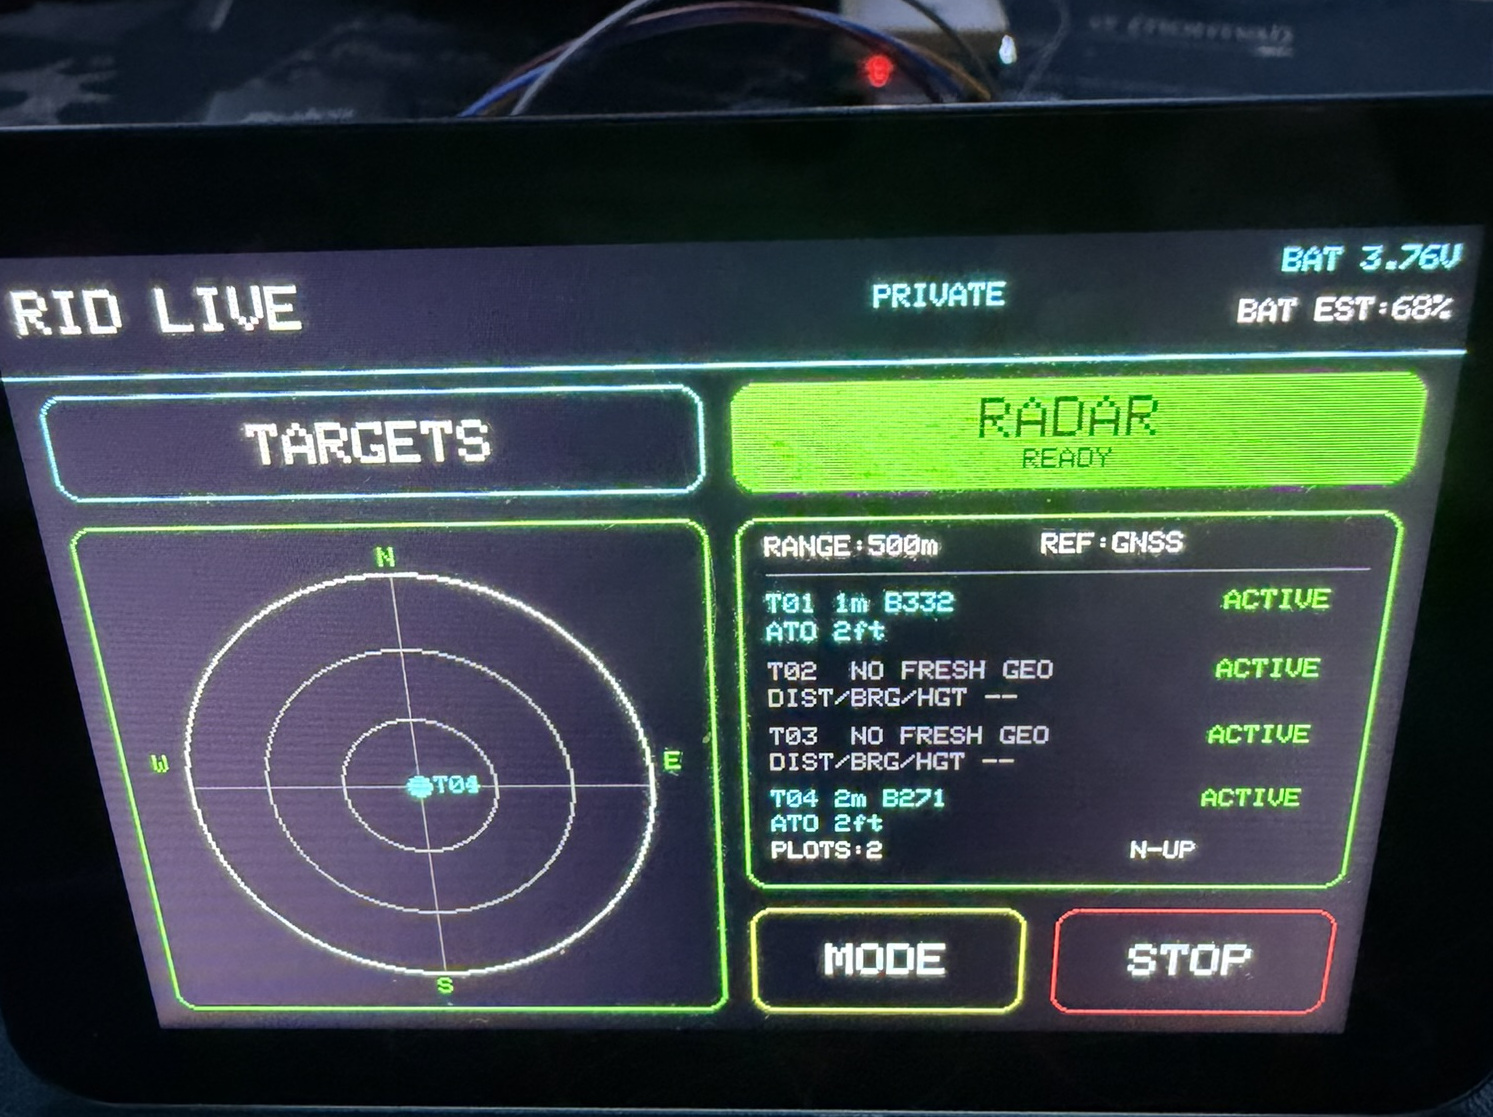 RID LIVE
PRIVATE
BAT 3.76V
BAT EST:68%
TARGETS
RADAR
READY
N
W
E
S
T04
RANGE:500m REF:GNSS
T01 1m B332 ACTIVE
ATO 2ft
T02 NO FRESH GEO ACTIVE
DIST/BRG/HGT --
T03 NO FRESH GEO ACTIVE
DIST/BRG/HGT --
T04 2m B271 ACTIVE
ATO 2ft
PLOTS:2 N-UP
MODE
STOP